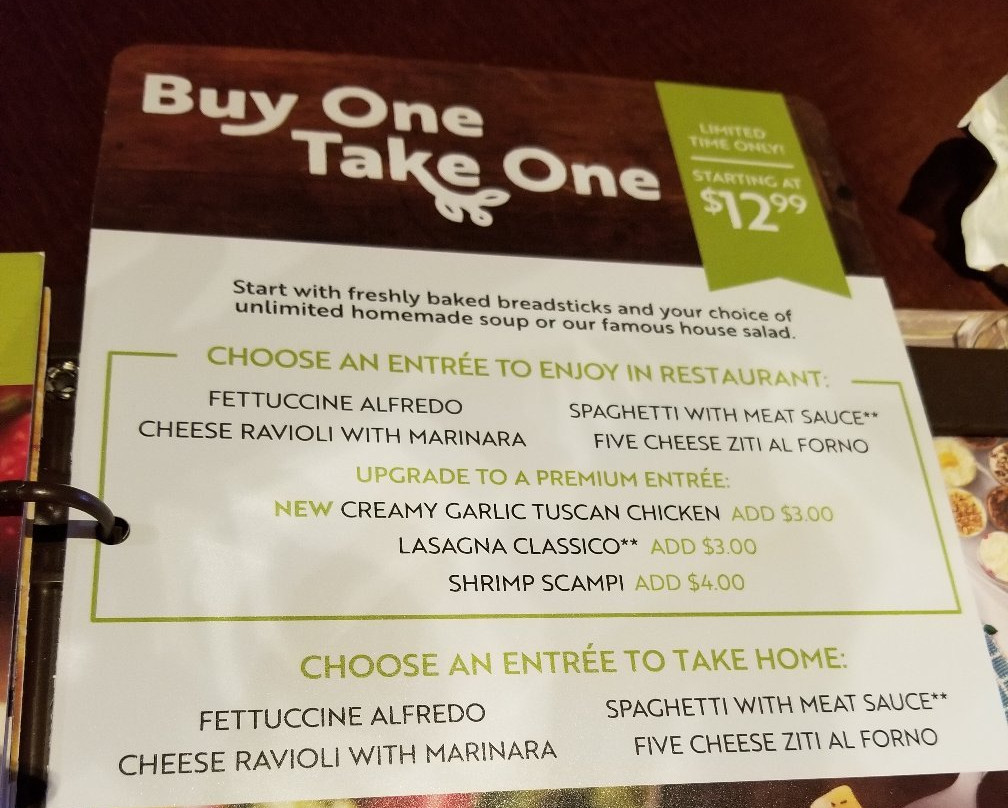 Buy One
Take One
LIMITED
TIME ONLY!
STARTING AT
$12.99
Start with freshly baked breadsticks and your choice of
unlimited homemade soup or our famous house salad.
CHOOSE AN ENTRÉE TO ENJOY IN RESTAURANT:
FETTUCCINE ALFREDO
SPAGHETTI WITH MEAT SAUCE**
CHEESE RAVIOLI WITH MARINARA
FIVE CHEESE ZITI AL FORNO
UPGRADE TO A PREMIUM ENTRÉE:
NEW CREAMY GARLIC TUSCAN CHICKEN ADD $3.00
LASAGNA CLASSICO** ADD $3.00
SHRIMP SCAMPI ADD $4.00
CHOOSE AN ENTRÉE TO TAKE HOME:
FETTUCCINE ALFREDO
SPAGHETTI WITH MEAT SAUCE**
CHEESE RAVIOLI WITH MARINARA
FIVE CHEESE ZITI AL FORNO